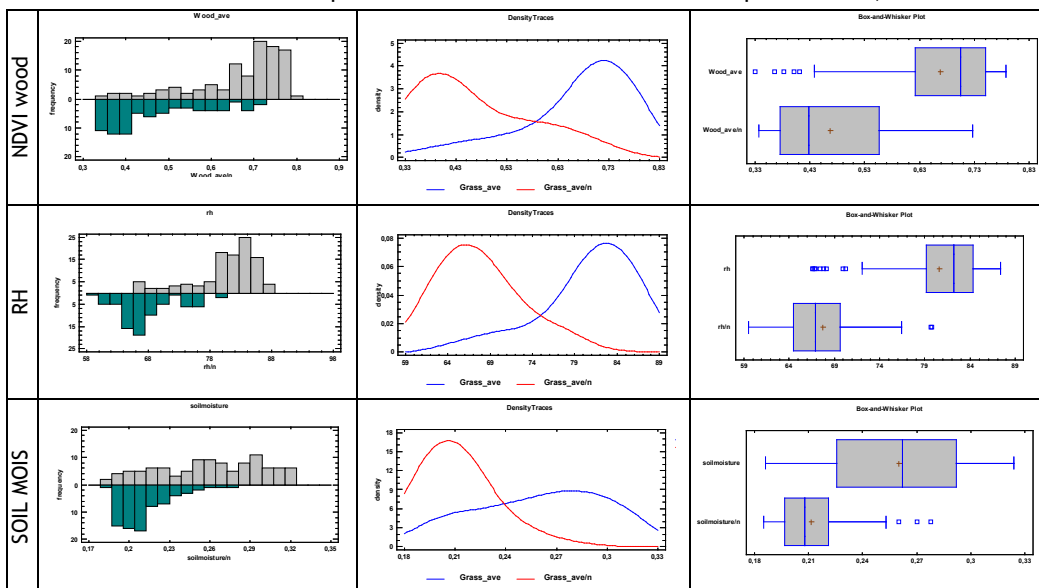 NDVI wood
Wood_ave
frequency
20
10
0
10
20
0,3 0,4 0,5 0,6 0,7 0,8 0,9
Wood_ave/n
DensityTraces
density
5
4
3
2
1
0
0,33 0,43 0,53 0,63 0,73 0,83
Grass_ave Grass_ave/n
Box-and-Whisker Plot
Wood_ave
Wood_ave/n
0,33 0,43 0,53 0,63 0,73 0,83
RH
rh
frequency
25
15
5
5
15
25
58 68 78 88 98
rh/n
DensityTraces
density
0,08
0,06
0,04
0,02
0
59 64 69 74 79 84
Grass_ave Grass_ave/n
Box-and-Whisker Plot
rh
rh/n
59 64 69 74 79 84 89
SOIL MOIS
soilmoisture
frequency
20
10
0
10
20
0,17 0,2 0,23 0,26 0,29 0,32 0,35
soilmoisture/n
DensityTraces
density
18
15
12
9
6
3
0
0,18 0,21 0,24 0,27 0,3 0,33
Grass_ave Grass_ave/n
Box-and-Whisker Plot
soilmoisture
soilmoisture/n
0,18 0,21 0,24 0,27 0,3 0,33